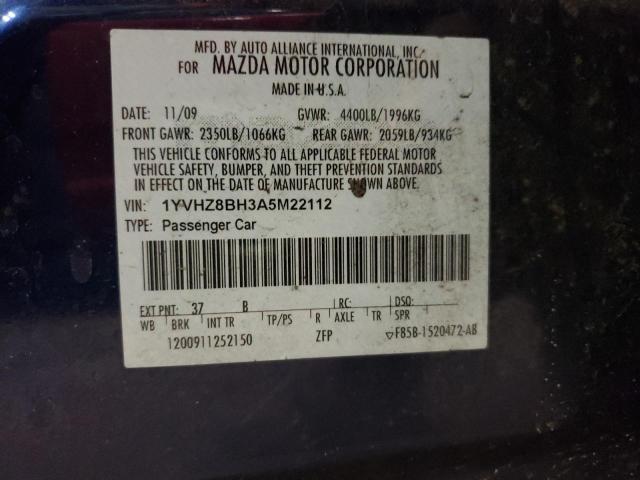 MFD. BY AUTO ALLIANCE INTERNATIONAL, INC.
FOR MAZDA MOTOR CORPORATION
MADE IN U.S.A.
DATE: 11/09 GVWR: 4400LB/1996KG
FRONT GAWR: 2350LB/1066KG REAR GAWR: 2059LB/934KG
THIS VEHICLE CONFORMS TO ALL APPLICABLE FEDERAL MOTOR
VEHICLE SAFETY, BUMPER, AND THEFT PREVENTION STANDARDS
IN EFFECT ON THE DATE OF MANUFACTURE SHOWN ABOVE.
VIN: 1YVHZ8BH3A5M22112
TYPE: Passenger Car
EXT PNT: 37 B RC: DSQ:
WB BRK INT TR TP/PS R AXLE TR SPR
1200911252150 ZFP ▽F85B-1520472-AB